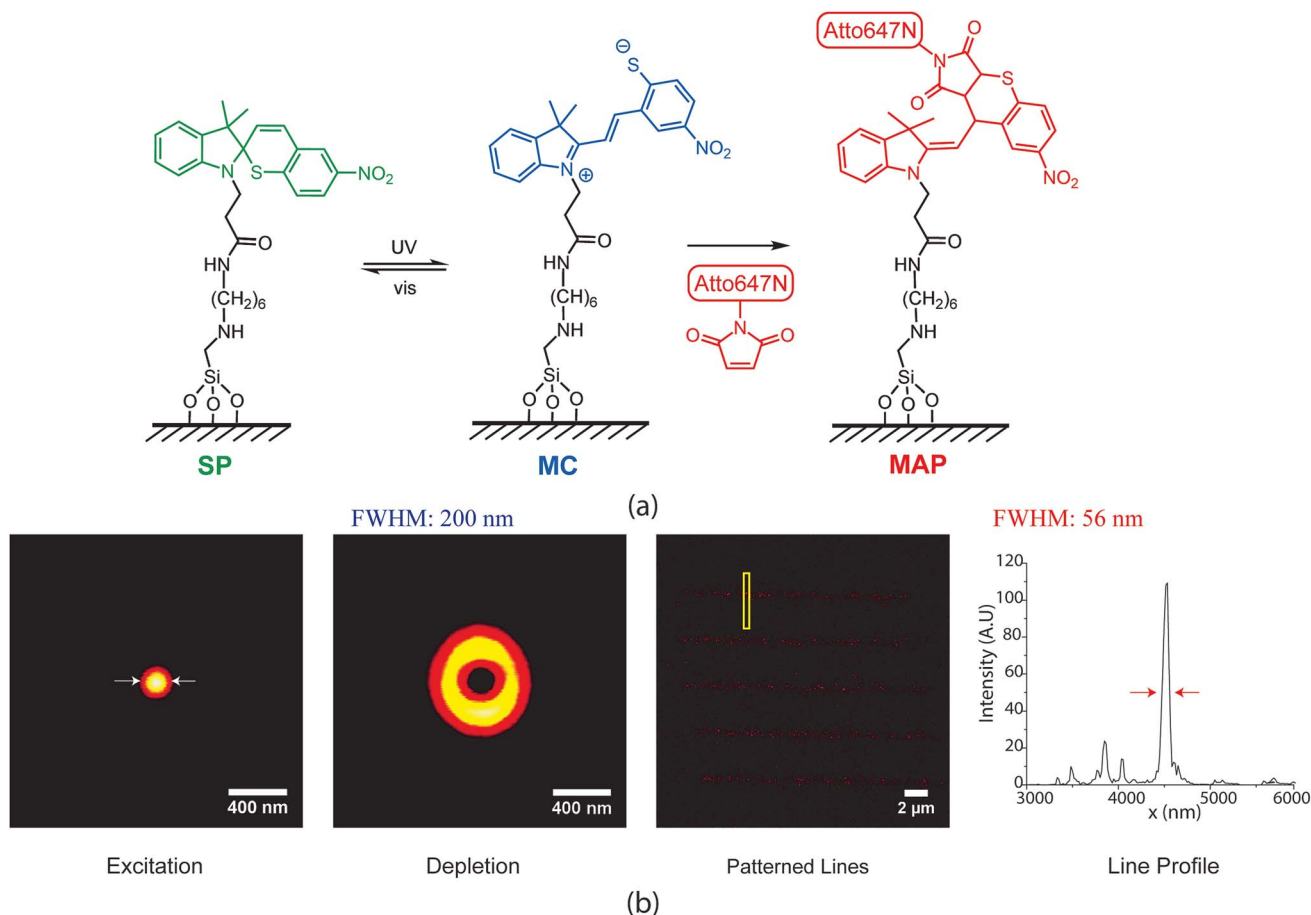 Atto647N
N
O
O
S
NO₂
N
O
HN
(CH₂)₆
NH
Si
O O O
MAP
⊖
S
NO₂
N
⊕
O
HN
(CH)₆
NH
Si
O O O
MC
N
S
NO₂
O
HN
(CH₂)₆
NH
Si
O O O
SP
UV
vis
Atto647N
N
O O
(a)
FWHM: 200 nm
FWHM: 56 nm
400 nm
400 nm
2 µm
Intensity (A.U)
120
100
80
60
40
20
0
3000 4000 5000 6000
x (nm)
Excitation
Depletion
Patterned Lines
Line Profile
(b)